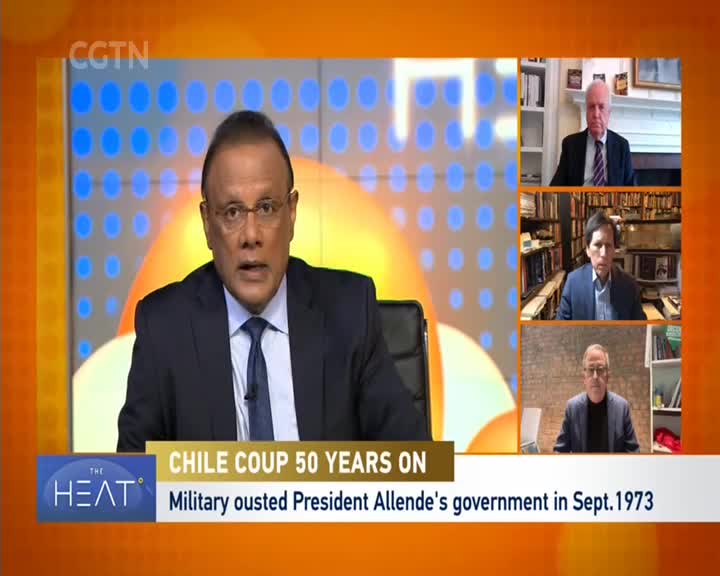 CGTN
CHILE COUP 50 YEARS ON
THE
HEAT
Military ousted President Allende's government in Sept.1973